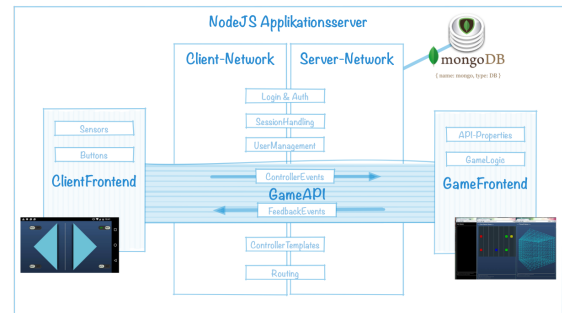 NodeJS Applikationsserver
mongoDB
{ name: mongo, type: DB }
Client-Network
Server-Network
Login & Auth
SessionHandling
UserManagement
Sensors
Buttons
ClientFrontend
API-Properties
GameLogic
GameFrontend
ControllerEvents
GameAPI
FeedbackEvents
ControllerTemplates
Routing